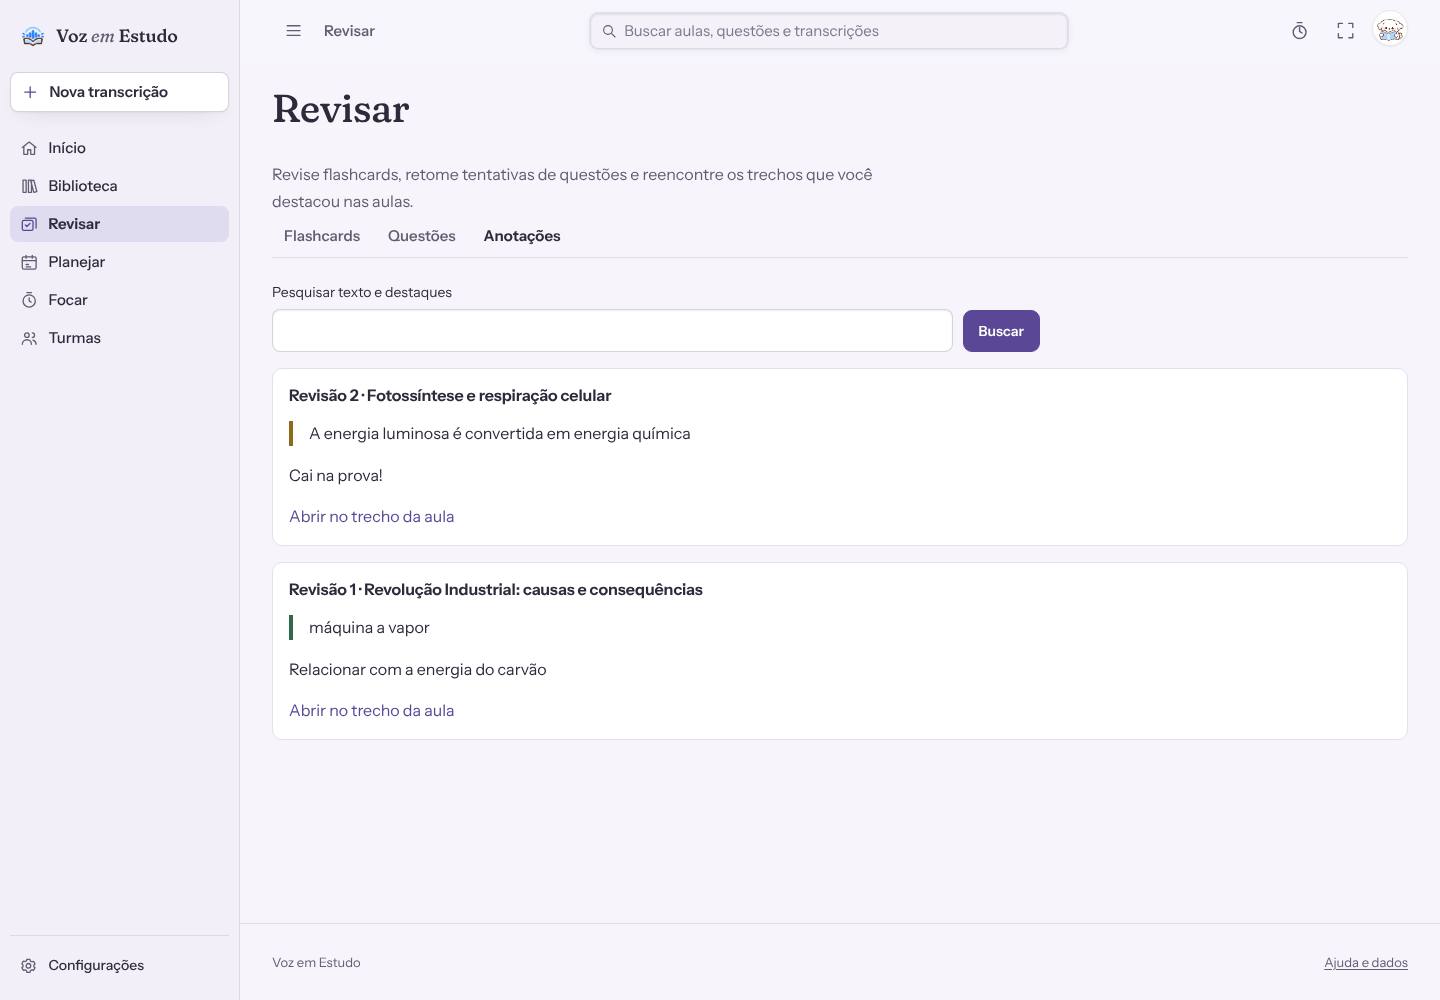 Voz em Estudo
Nova transcrição
Início
Biblioteca
Revisar
Planejar
Focar
Turmas
Configurações
Revisar
Buscar aulas, questões e transcrições
Revisar
Revise flashcards, retome tentativas de questões e reencontre os trechos que você
destacou nas aulas.
Flashcards
Questões
Anotações
Pesquisar texto e destaques
Buscar
Revisão 2 · Fotossíntese e respiração celular
A energia luminosa é convertida em energia química
Cai na prova!
Abrir no trecho da aula
Revisão 1 · Revolução Industrial: causas e consequências
máquina a vapor
Relacionar com a energia do carvão
Abrir no trecho da aula
Voz em Estudo
Ajuda e dados